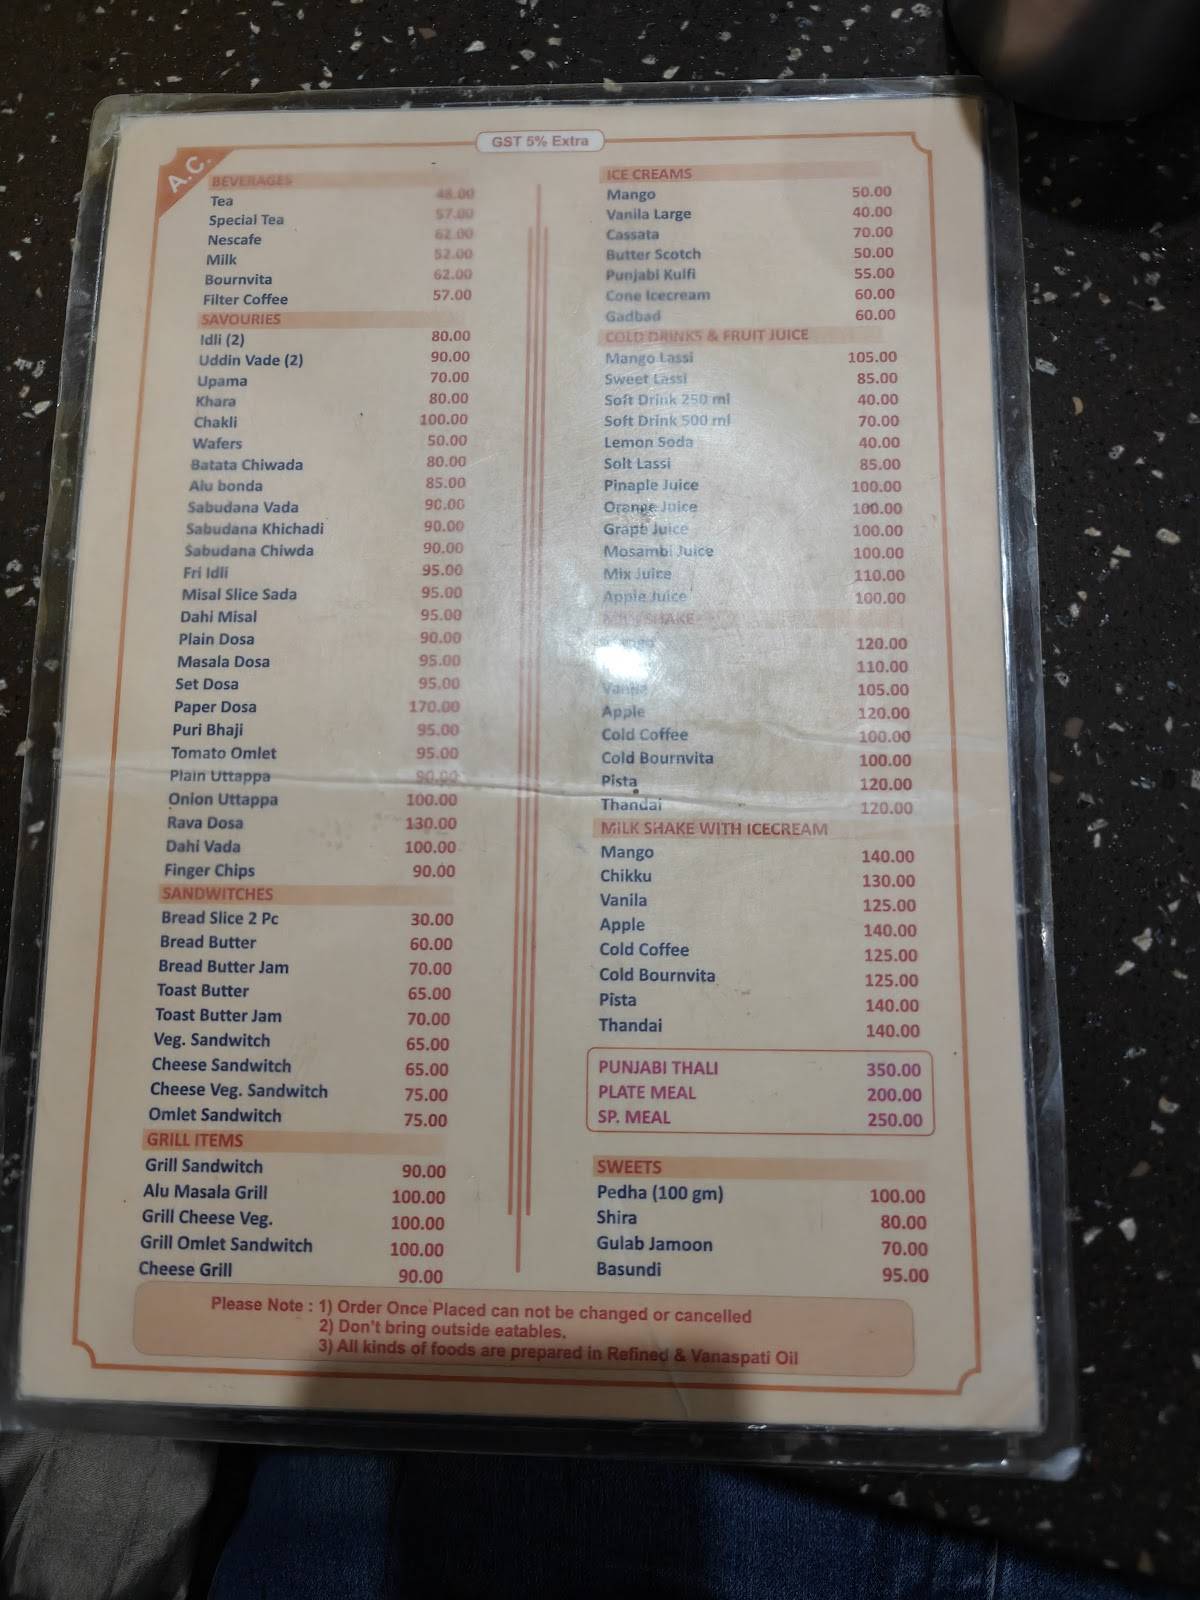 GST 5% Extra
A.C.
BEVERAGES
Tea 48.00
Special Tea 57.00
Nescafe 62.00
Milk 52.00
Bournvita 62.00
Filter Coffee 57.00
SAVOURIES
Idli (2) 80.00
Uddin Vade (2) 90.00
Upama 70.00
Khara 80.00
Chakli 100.00
Wafers 50.00
Batata Chiwada 80.00
Alu bonda 85.00
Sabudana Vada 90.00
Sabudana Khichadi 90.00
Sabudana Chiwda 90.00
Fri Idli 95.00
Misal Slice Sada 95.00
Dahi Misal 95.00
Plain Dosa 90.00
Masala Dosa 95.00
Set Dosa 95.00
Paper Dosa 170.00
Puri Bhaji 95.00
Tomato Omlet 95.00
Plain Uttappa 90.00
Onion Uttappa 100.00
Rava Dosa 130.00
Dahi Vada 100.00
Finger Chips 90.00
SANDWITCHES
Bread Slice 2 Pc 30.00
Bread Butter 60.00
Bread Butter Jam 70.00
Toast Butter 65.00
Toast Butter Jam 70.00
Veg. Sandwitch 65.00
Cheese Sandwitch 65.00
Cheese Veg. Sandwitch 75.00
Omlet Sandwitch 75.00
GRILL ITEMS
Grill Sandwitch 90.00
Alu Masala Grill 100.00
Grill Cheese Veg. 100.00
Grill Omlet Sandwitch 100.00
Cheese Grill 90.00
ICE CREAMS
Mango 50.00
Vanila Large 40.00
Cassata 70.00
Butter Scotch 50.00
Punjabi Kulfi 55.00
Cone Icecream 60.00
Gadbad 60.00
COLD DRINKS & FRUIT JUICE
Mango Lassi 105.00
Sweet Lassi 85.00
Soft Drink 250 ml 40.00
Soft Drink 500 ml 70.00
Lemon Soda 40.00
Solt Lassi 85.00
Pinaple Juice 100.00
Orange Juice 100.00
Grape Juice 100.00
Mosambi Juice 100.00
Mix Juice 110.00
Apple Juice 100.00
MILK SHAKE
Mango 120.00
110.00
Vanila 105.00
Apple 120.00
Cold Coffee 100.00
Cold Bournvita 100.00
Pista 120.00
Thandai 120.00
MILK SHAKE WITH ICECREAM
Mango 140.00
Chikku 130.00
Vanila 125.00
Apple 140.00
Cold Coffee 125.00
Cold Bournvita 125.00
Pista 140.00
Thandai 140.00
PUNJABI THALI 350.00
PLATE MEAL 200.00
SP. MEAL 250.00
SWEETS
Pedha (100 gm) 100.00
Shira 80.00
Gulab Jamoon 70.00
Basundi 95.00
Please Note : 1) Order Once Placed can not be changed or cancelled
2) Don't bring outside eatables.
3) All kinds of foods are prepared in Refined & Vanaspati Oil